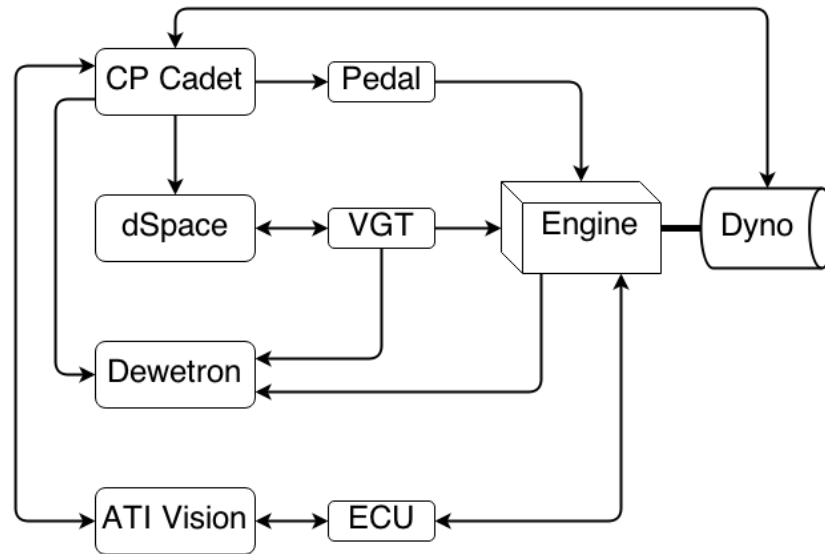 CP Cadet
Pedal
dSpace
VGT
Engine
Dyno
Dewetron
ATI Vision
ECU